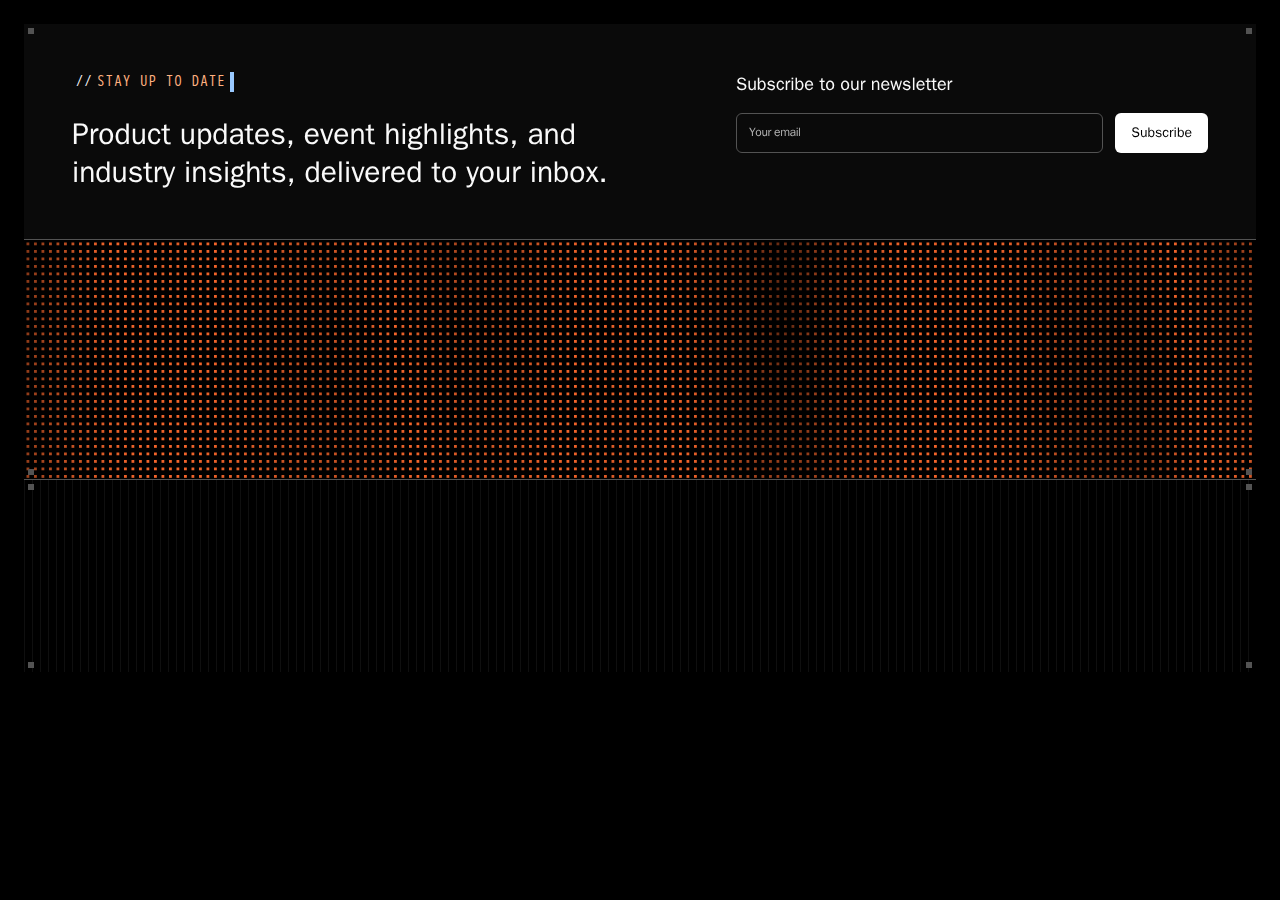 // STAY UP TO DATE
Product updates, event highlights, and
industry insights, delivered to your inbox.
Subscribe to our newsletter
Your email
Subscribe